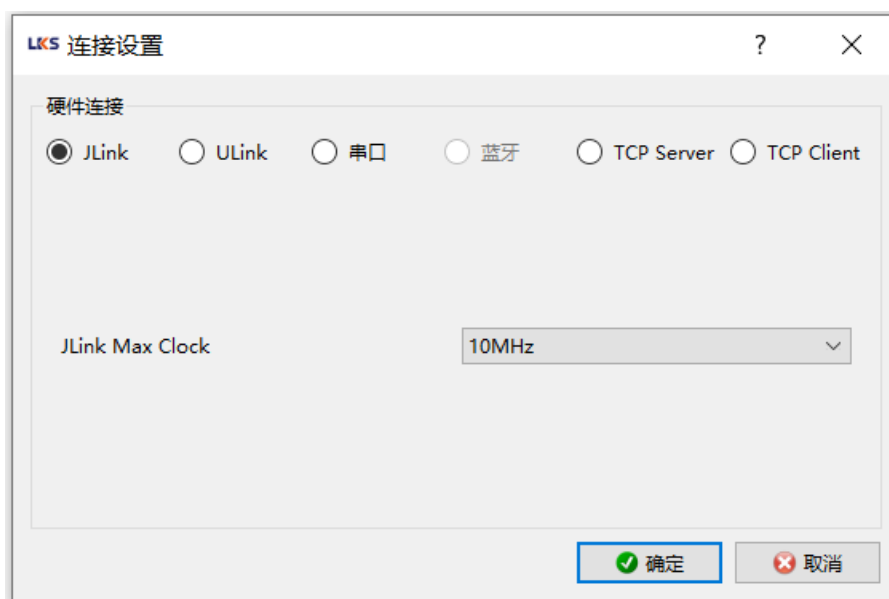 LKS 连接设置 ?
硬件连接
JLink ULink 串口 蓝牙 TCP Server TCP Client
JLink Max Clock 10MHz
确定 取消